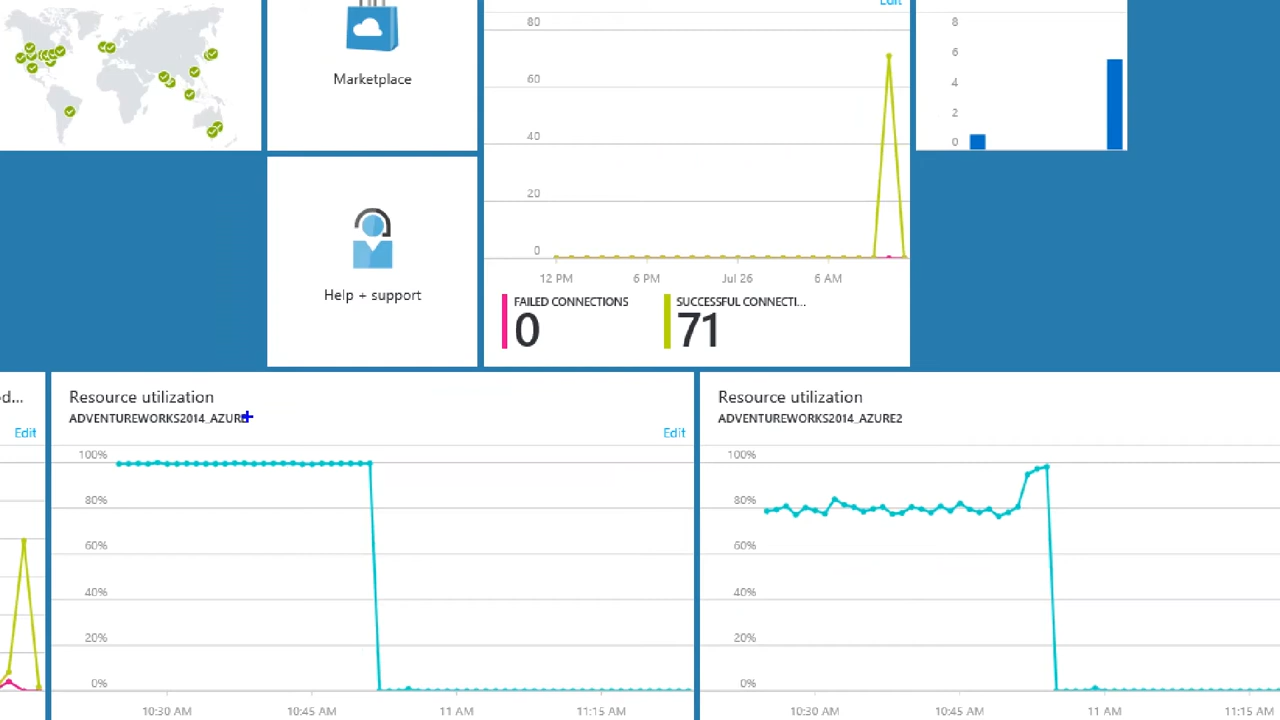 Edit
80
60
40
20
0
12 PM
6 PM
Jul 26
6 AM
FAILED CONNECTIONS
0
SUCCESSFUL CONNECTI...
71
8
6
4
2
0
Marketplace
Help + support
d...
Edit
Resource utilization
ADVENTUREWORKS2014_AZURE
Edit
100%
80%
60%
40%
20%
0%
10:30 AM
10:45 AM
11 AM
11:15 AM
Resource utilization
ADVENTUREWORKS2014_AZURE2
100%
80%
60%
40%
20%
0%
10:30 AM
10:45 AM
11 AM
11:15 AM